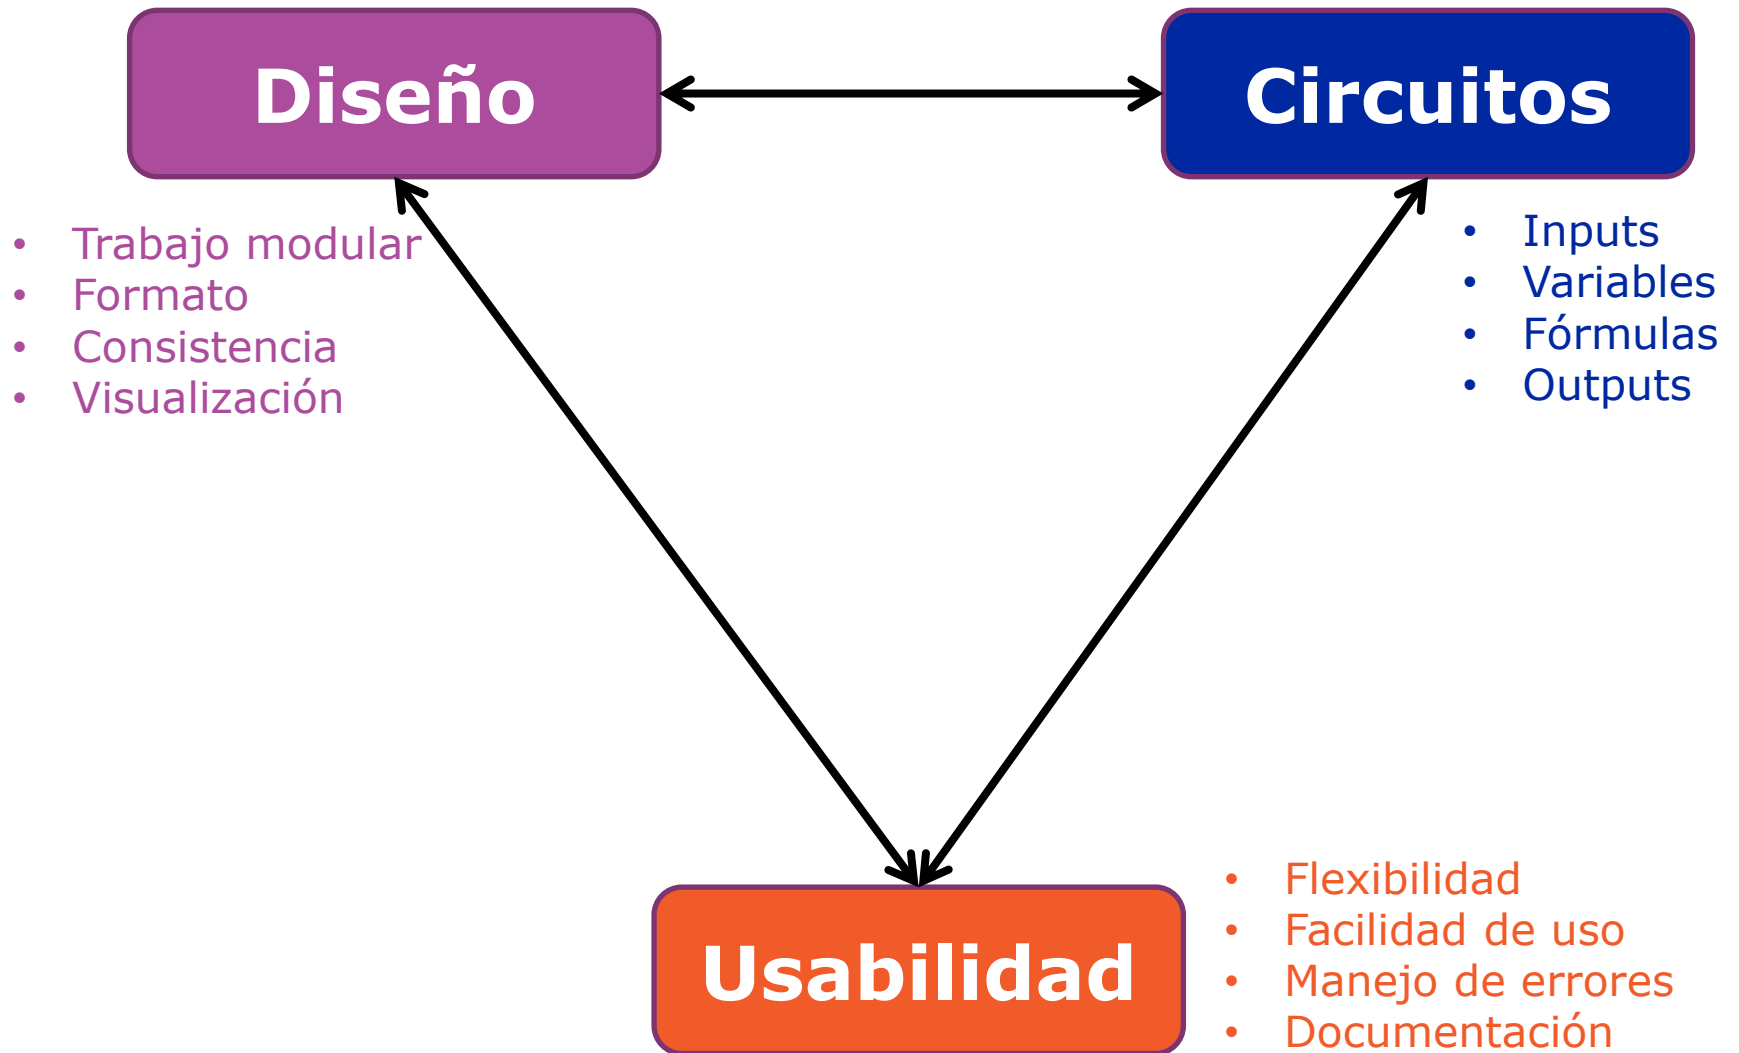 Diseño
Circuitos
• Trabajo modular
• Formato
• Consistencia
• Visualización
• Inputs
• Variables
• Fórmulas
• Outputs
Usabilidad
• Flexibilidad
• Facilidad de uso
• Manejo de errores
• Documentación